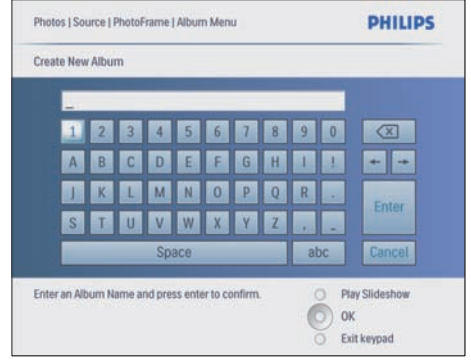 Photos | Source | PhotoFrame | Album Menu PHILIPS
Create New Album
_
1 2 3 4 5 6 7 8 9 0
A B C D E F G H I !
J K L M N O P Q R .
S T U V W X Y Z , _
Enter
Space abc Cancel
Enter an Album Name and press enter to confirm.
Play Slideshow
OK
Exit keypad